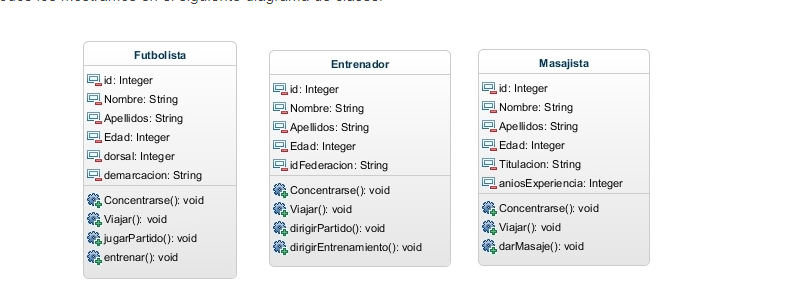 Futbolista
id: Integer
Nombre: String
Apellidos: String
Edad: Integer
dorsal: Integer
demarcacion: String
Concentrarse(): void
Viajar(): void
jugarPartido(): void
entrenar(): void
Entrenador
id: Integer
Nombre: String
Apellidos: String
Edad: Integer
idFederacion: String
Concentrarse(): void
Viajar(): void
dirigirPartido(): void
dirigirEntrenamiento(): void
Masajista
id: Integer
Nombre: String
Apellidos: String
Edad: Integer
Titulacion: String
aniosExperiencia: Integer
Concentrarse(): void
Viajar(): void
darMasaje(): void